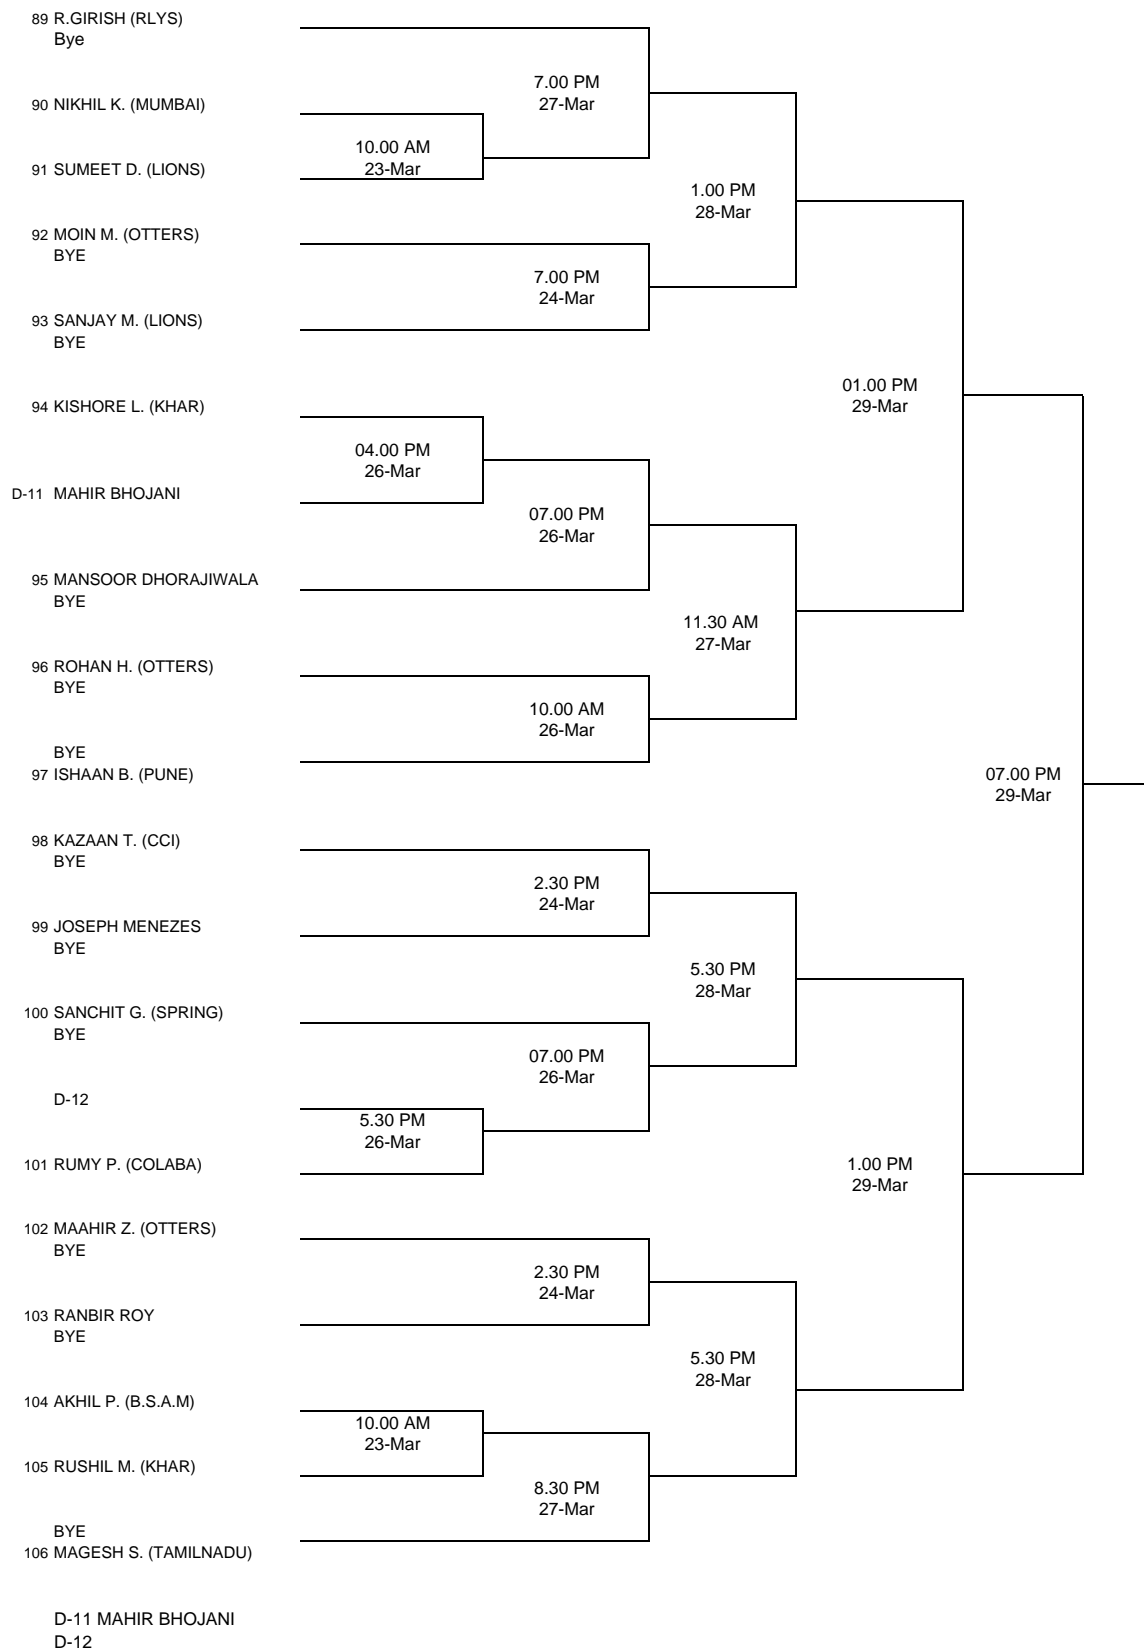 89 R.GIRISH (RLYS)
Bye
7.00 PM
27-Mar
90 NIKHIL K. (MUMBAI)
10.00 AM
23-Mar
91 SUMEET D. (LIONS)
1.00 PM
28-Mar
92 MOIN M. (OTTERS)
BYE
7.00 PM
24-Mar
93 SANJAY M. (LIONS)
BYE
01.00 PM
29-Mar
94 KISHORE L. (KHAR)
04.00 PM
26-Mar
D-11 MAHIR BHOJANI
07.00 PM
26-Mar
95 MANSOOR DHORAJIWALA
BYE
11.30 AM
27-Mar
96 ROHAN H. (OTTERS)
BYE
10.00 AM
26-Mar
BYE
97 ISHAAN B. (PUNE)
07.00 PM
29-Mar
98 KAZAAN T. (CCI)
BYE
2.30 PM
24-Mar
99 JOSEPH MENEZES
BYE
5.30 PM
28-Mar
100 SANCHIT G. (SPRING)
BYE
07.00 PM
26-Mar
D-12
5.30 PM
26-Mar
101 RUMY P. (COLABA)
1.00 PM
29-Mar
102 MAAHIR Z. (OTTERS)
BYE
2.30 PM
24-Mar
103 RANBIR ROY
BYE
5.30 PM
28-Mar
104 AKHIL P. (B.S.A.M)
10.00 AM
23-Mar
105 RUSHIL M. (KHAR)
8.30 PM
27-Mar
BYE
106 MAGESH S. (TAMILNADU)
D-11 MAHIR BHOJANI
D-12